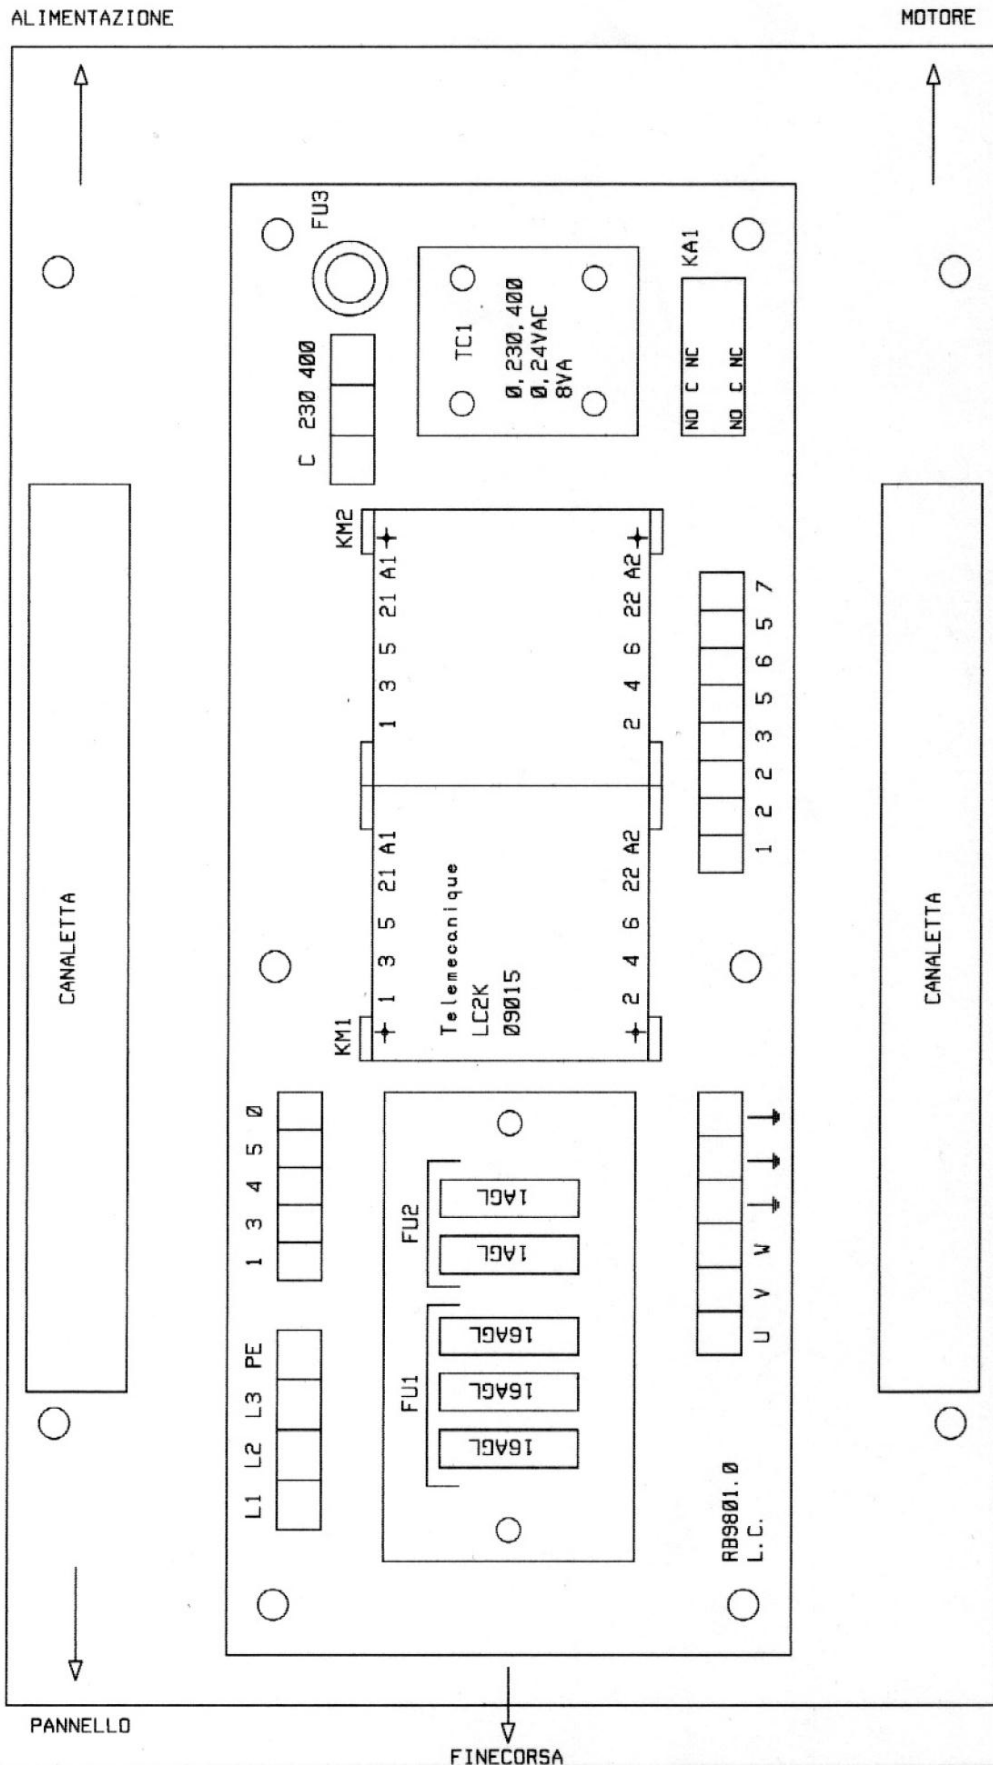 ALIMENTAZIONE
MOTORE
FU3
C 230 400
TC1
0,230,400
0,24VAC
8VA
KA1
NO C NC
NO C NC
KM2
1 3 5 21 A1
2 4 6 22 A2
KM1
1 3 5 21 A1
Telemecanique
LC2K
09015
2 4 6 22 A2
1 2 2 3 5 6 5 7
CANALETTA
CANALETTA
1 3 4 5 0
L1 L2 L3 PE
FU2
1AGL
1AGL
FU1
16AGL
16AGL
16AGL
U V W
RB9801.0
L.C.
PANNELLO
FINECORSA